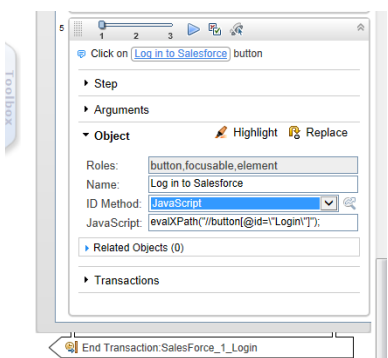 5
1 2 3
Click on Log in to Salesforce button
Toolbox
Step
Arguments
Object Highlight Replace
Roles: button,focusable,element
Name: Log in to Salesforce
ID Method: JavaScript
JavaScript: evalXPath("//button[@id=\"Login\"]");
Related Objects (0)
Transactions
End Transaction:SalesForce_1_Login